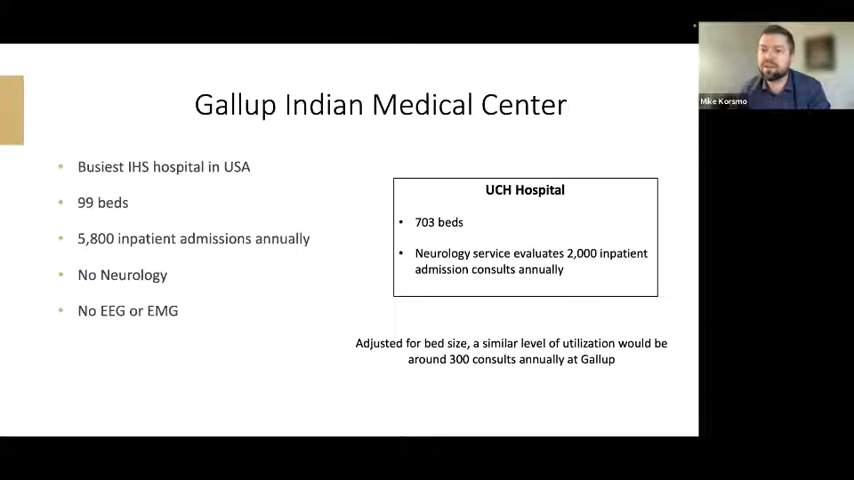 Gallup Indian Medical Center
• Busiest IHS hospital in USA
• 99 beds
• 5,800 inpatient admissions annually
• No Neurology
• No EEG or EMG
UCH Hospital
• 703 beds
• Neurology service evaluates 2,000 inpatient
admission consults annually
Adjusted for bed size, a similar level of utilization would be
around 300 consults annually at Gallup
Mike Korsmo